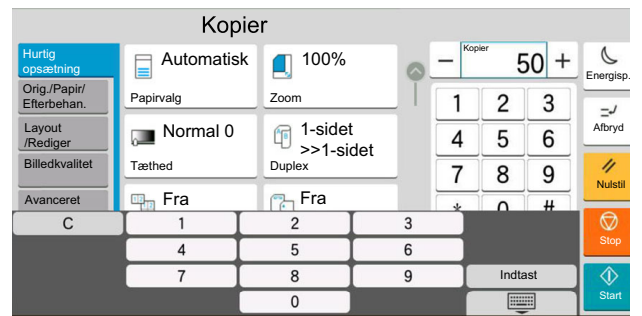 Kopier
Hurtig
opsætning
Orig./Papir/
Efterbehan.
Layout
/Rediger
Billedkvalitet
Avanceret
Automatisk
Papirvalg
100%
Zoom
Normal 0
Tæthed
1-sidet
>>1-sidet
Duplex
Fra
Fra
Kopier
− 50 +
1 2 3
4 5 6
7 8 9
* 0 #
Energisp.
Afbryd
Nulstil
Stop
Start
C 1 2 3
4 5 6
7 8 9
0
Indtast